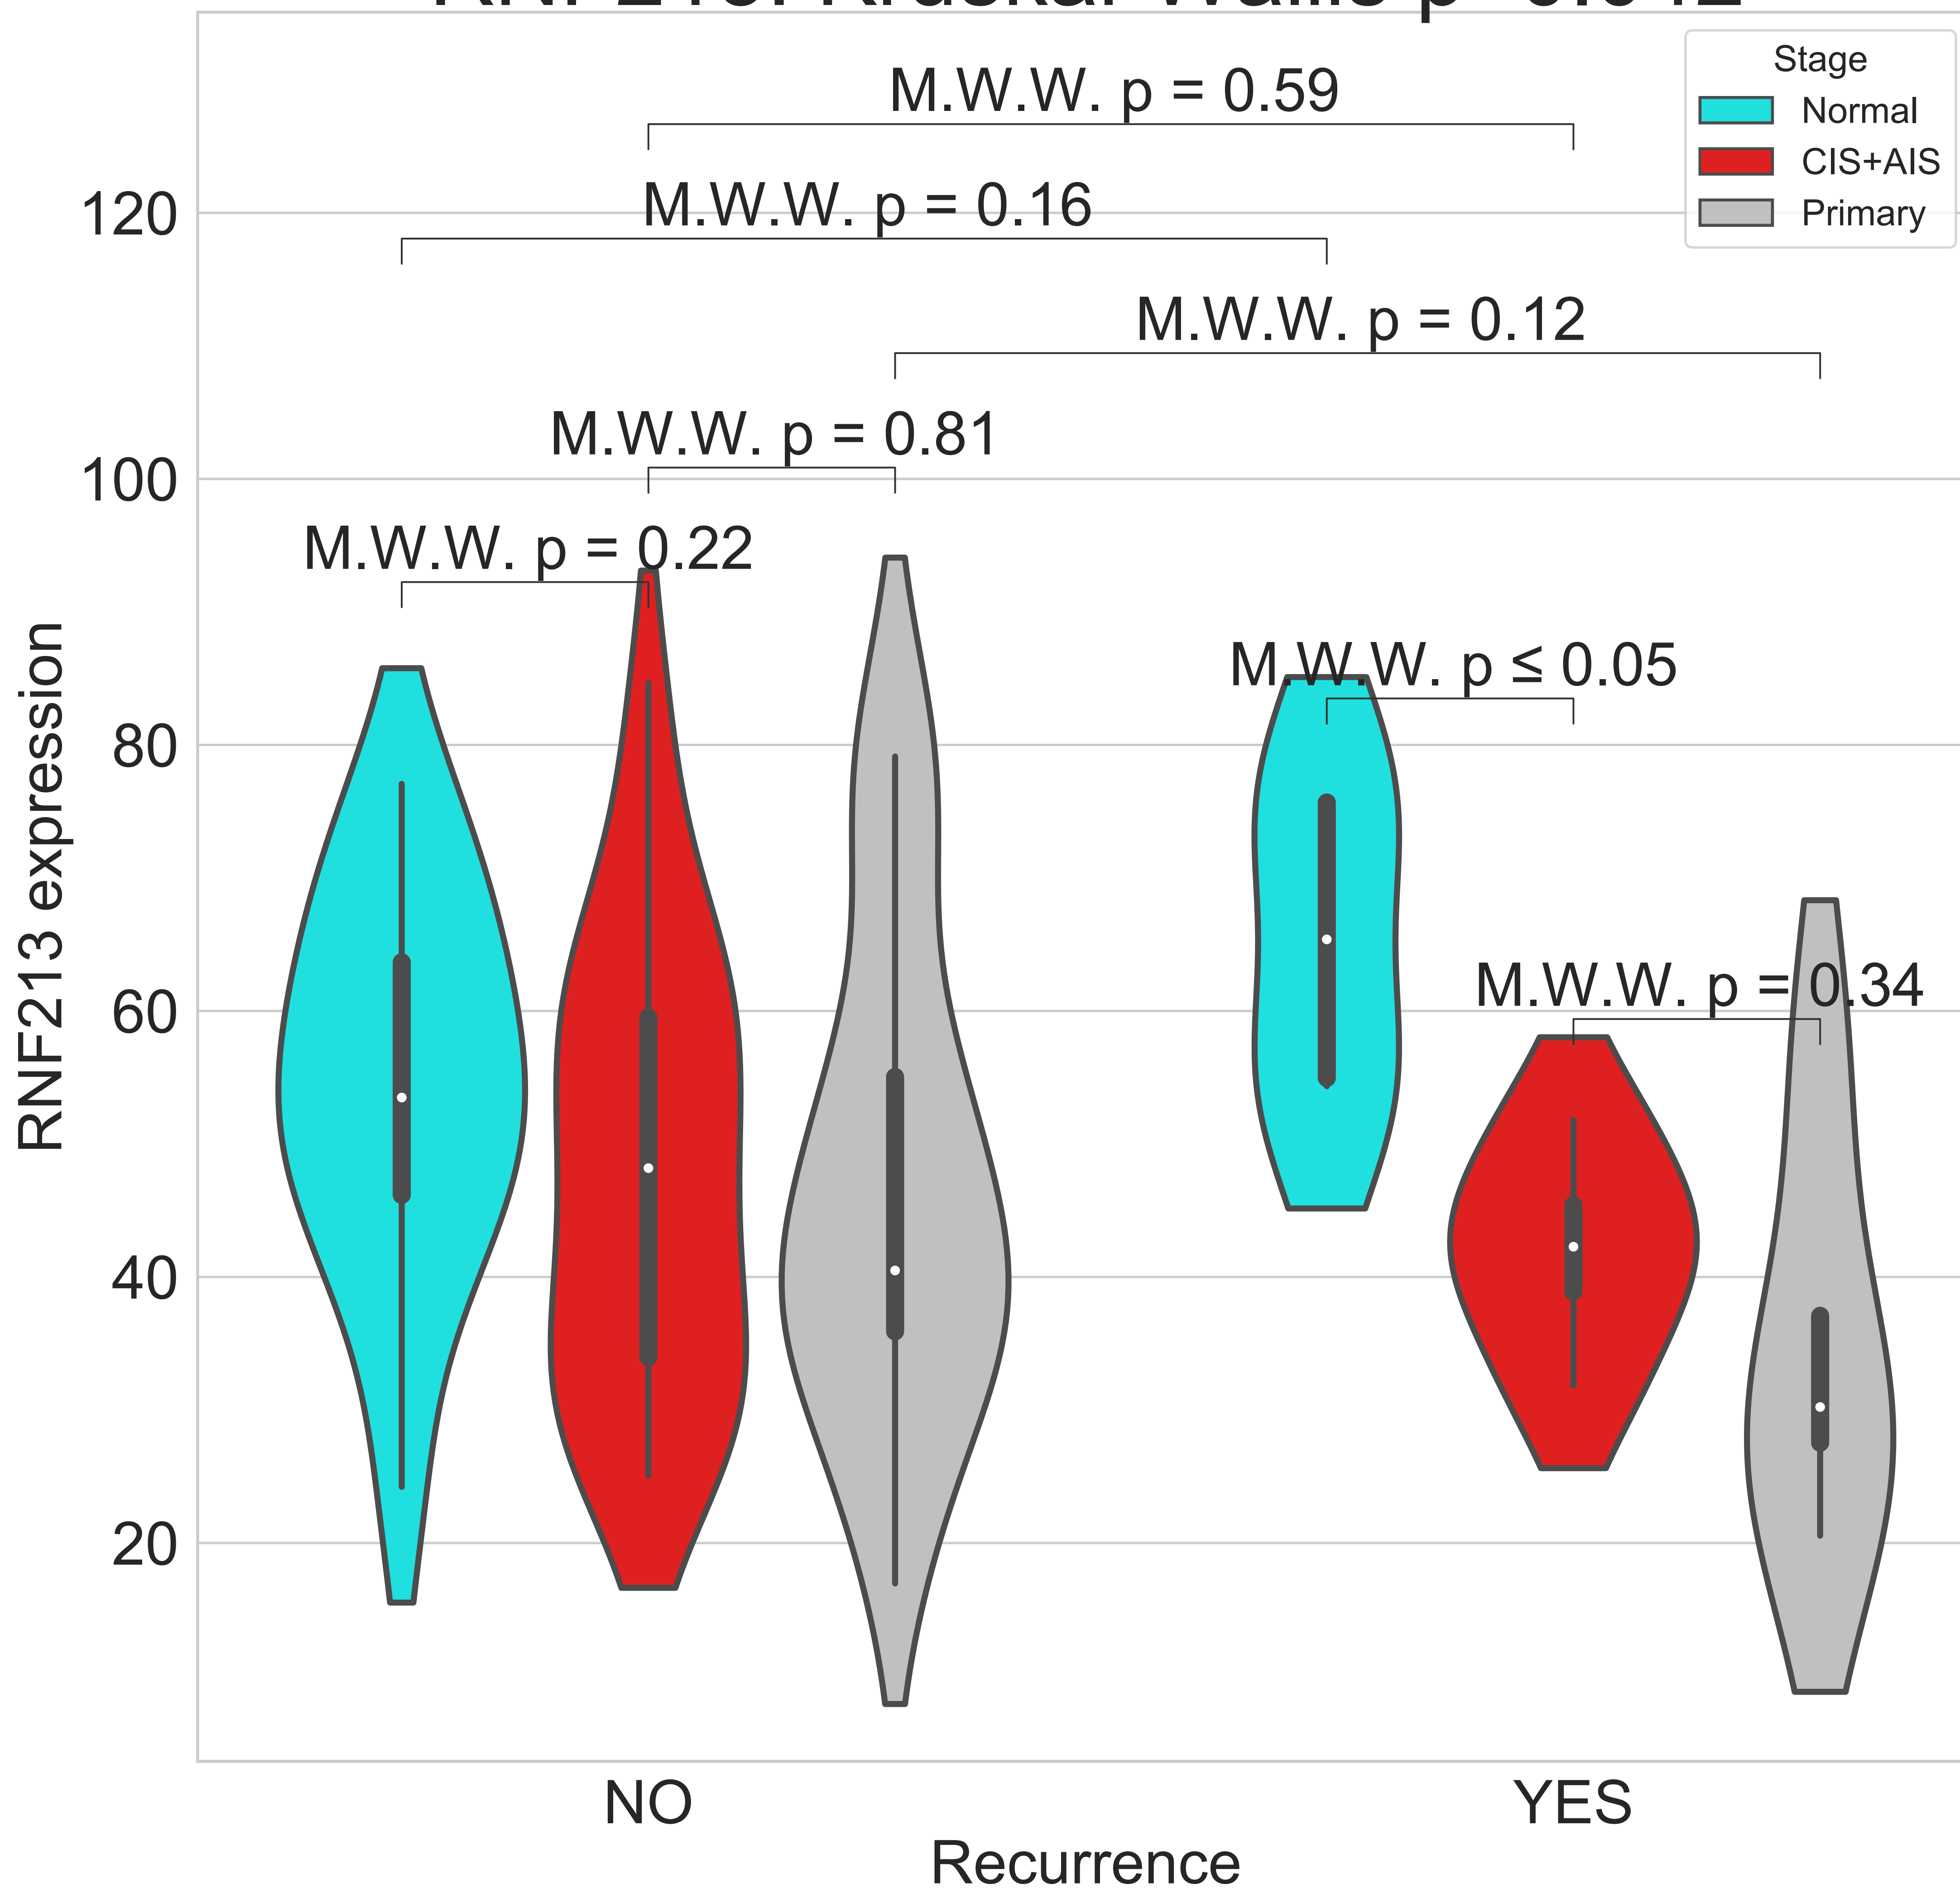 Stage
Normal
CIS+AIS
Primary
M.W.W. p = 0.59
M.W.W. p = 0.16
M.W.W. p = 0.12
M.W.W. p = 0.81
M.W.W. p = 0.22
M.W.W. p ≤ 0.05
M.W.W. p = 0.34
120
100
80
60
40
20
RNF213 expression
NO
YES
Recurrence